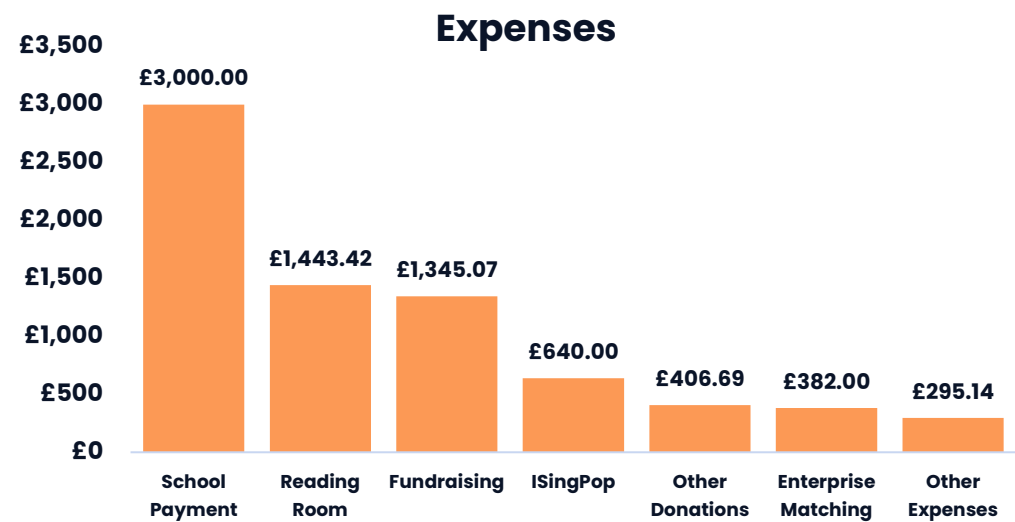 Expenses
£3,500
£3,000
£2,500
£2,000
£1,500
£1,000
£500
£0
£3,000.00
£1,443.42
£1,345.07
£640.00
£406.69
£382.00
£295.14
School
Payment
Reading
Room
Fundraising
ISingPop
Other
Donations
Enterprise
Matching
Other
Expenses